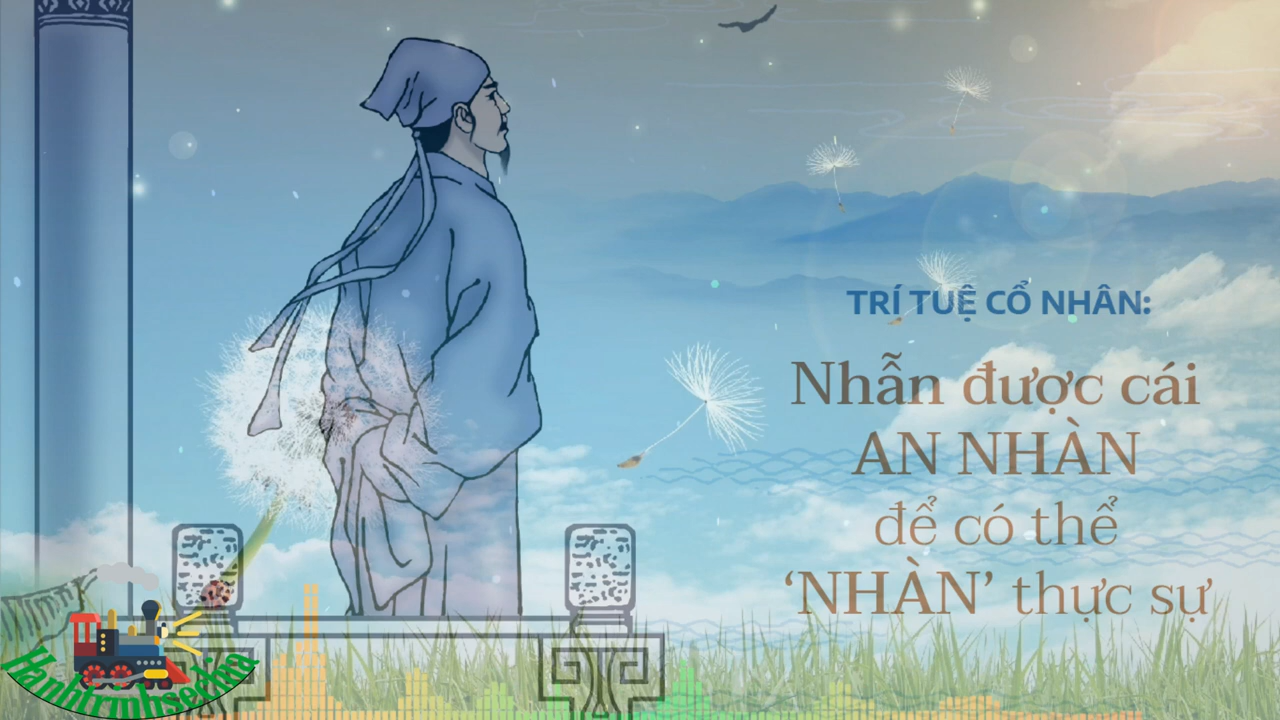 TRÍ TUỆ CỔ NHÂN:
Nhẫn được cái
AN NHÀN
để có thể
‘NHÀN’ thực sự